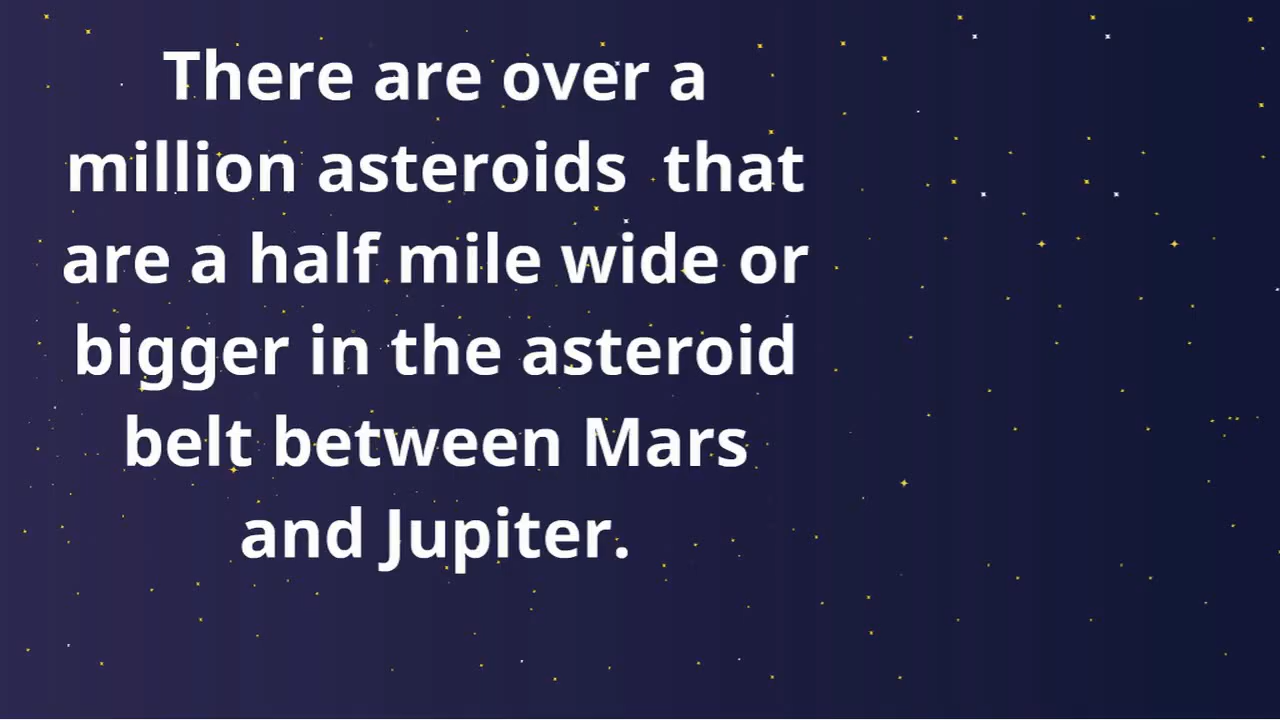 There are over a
million asteroids  that
are a half mile wide or
bigger in the asteroid
belt between Mars
and Jupiter.